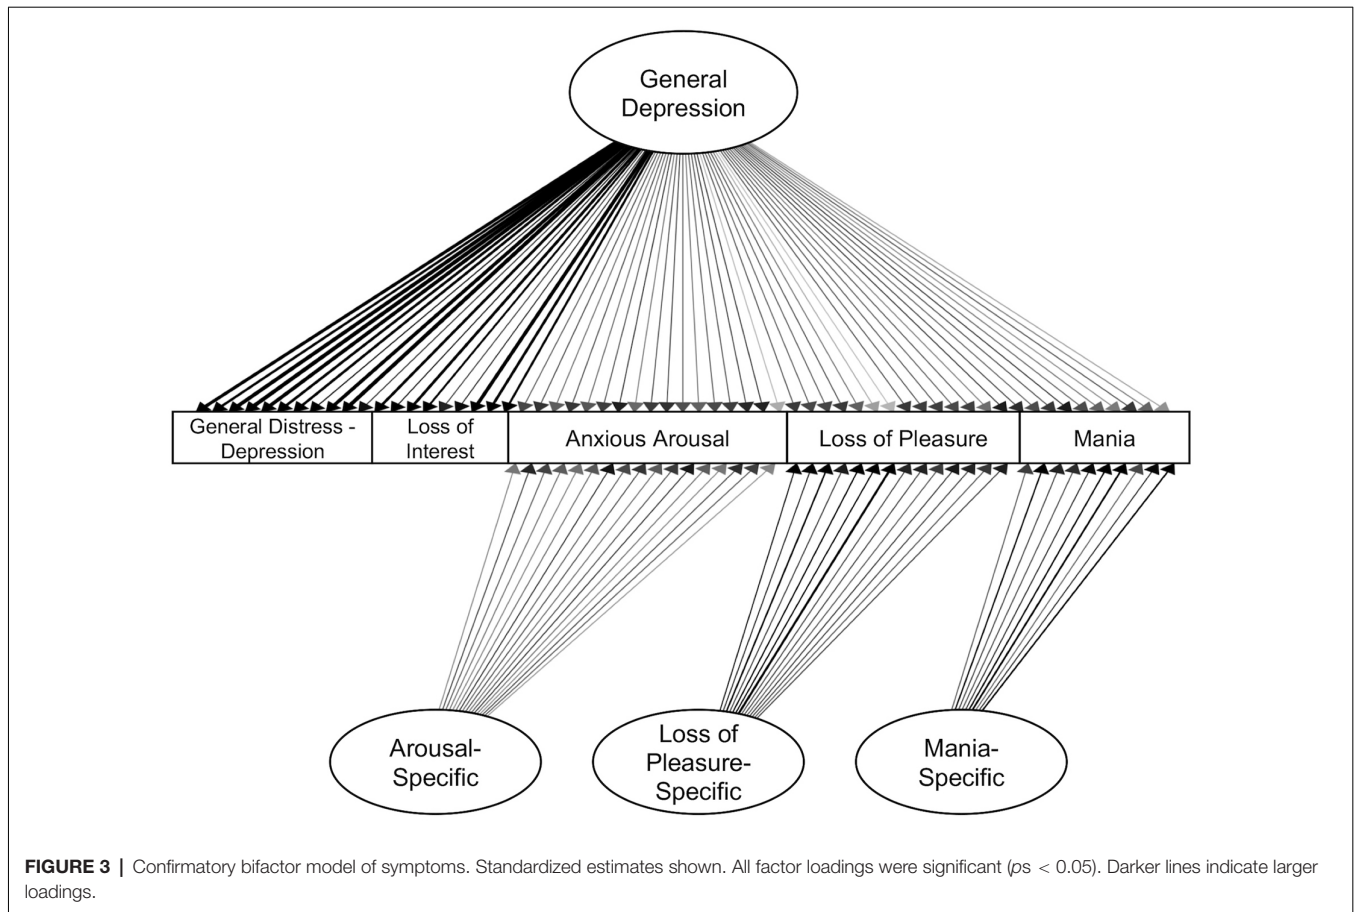 General
Depression
General Distress -
Depression
Loss of
Interest
Anxious Arousal
Loss of Pleasure
Mania
Arousal-
Specific
Loss of
Pleasure-
Specific
Mania-
Specific
FIGURE 3 | Confirmatory bifactor model of symptoms. Standardized estimates shown. All factor loadings were significant (ps < 0.05). Darker lines indicate larger
loadings.